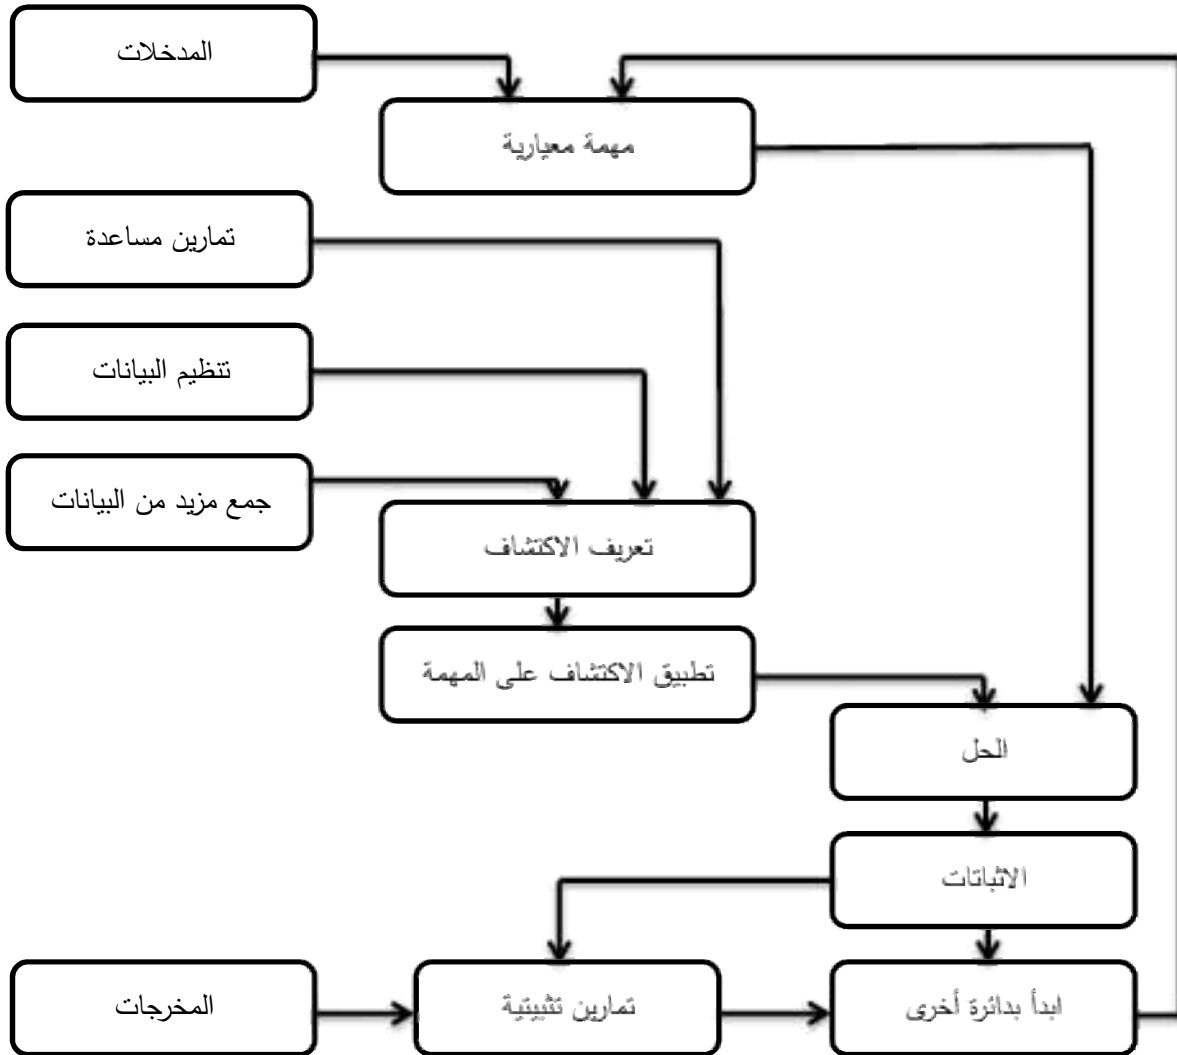 المدخلات
مهمة معيارية
تمارين مساعدة
تنظيم البيانات
جمع مزيد من البيانات
تعريف الاكتشاف
تطبيق الاكتشاف على المهمة
الحل
الاثباتات
المخرجات
تمارين تثبيتية
ابدأ بدائرة أخرى